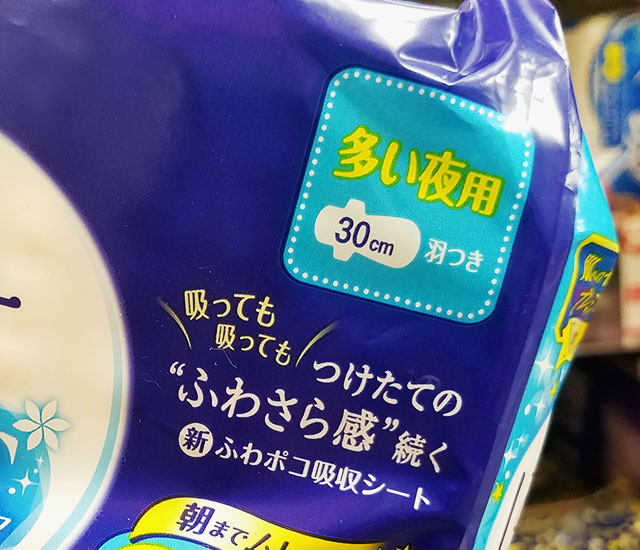 多い夜用
30cm 羽つき
吸っても
吸っても
つけたての
“ふわさら感”続く
新 ふわポコ吸収シート
朝まで